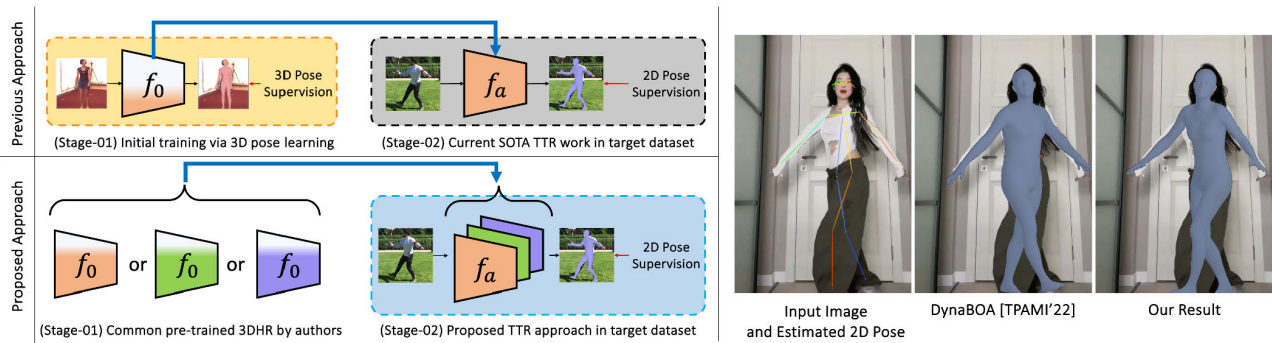 Previous Approach
f0
3D Pose
Supervision
(Stage-01) Initial training via 3D pose learning
fa
2D Pose
Supervision
(Stage-02) Current SOTA TTR work in target dataset
Proposed Approach
f0 or f0 or f0
(Stage-01) Common pre-trained 3DHR by authors
fa
2D Pose
Supervision
(Stage-02) Proposed TTR approach in target dataset
Input Image
and Estimated 2D Pose
DynaBOA [TPAMI'22]
Our Result